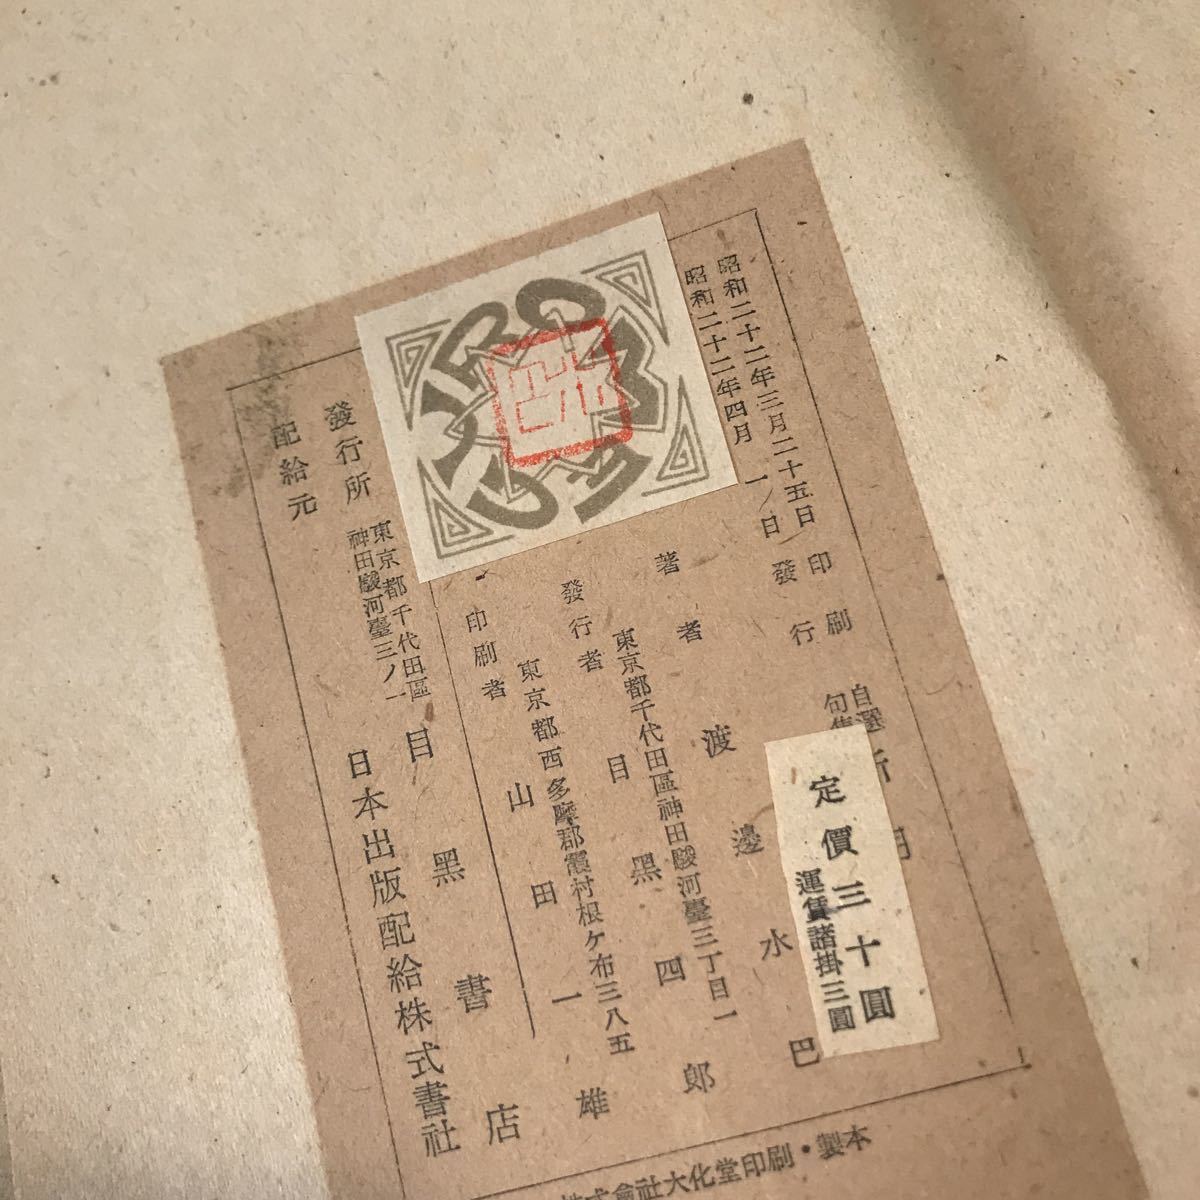 昭和二十二年三月二十五日 印刷
昭和二十二年四月 一 日 發行
自選
句集
定價三十圓
運賃諸掛三圓
著者 渡邊水巴
東京都千代田區神田駿河臺三丁目一
發行者 目黑四郎
東京都西多摩郡霞村根ケ布三八五
印刷者 山田一雄
發行所
東京都千代田區
神田駿河臺三ノ一
目黑書店
配給元 日本出版配給株式書社
株式會社大化堂印刷・製本